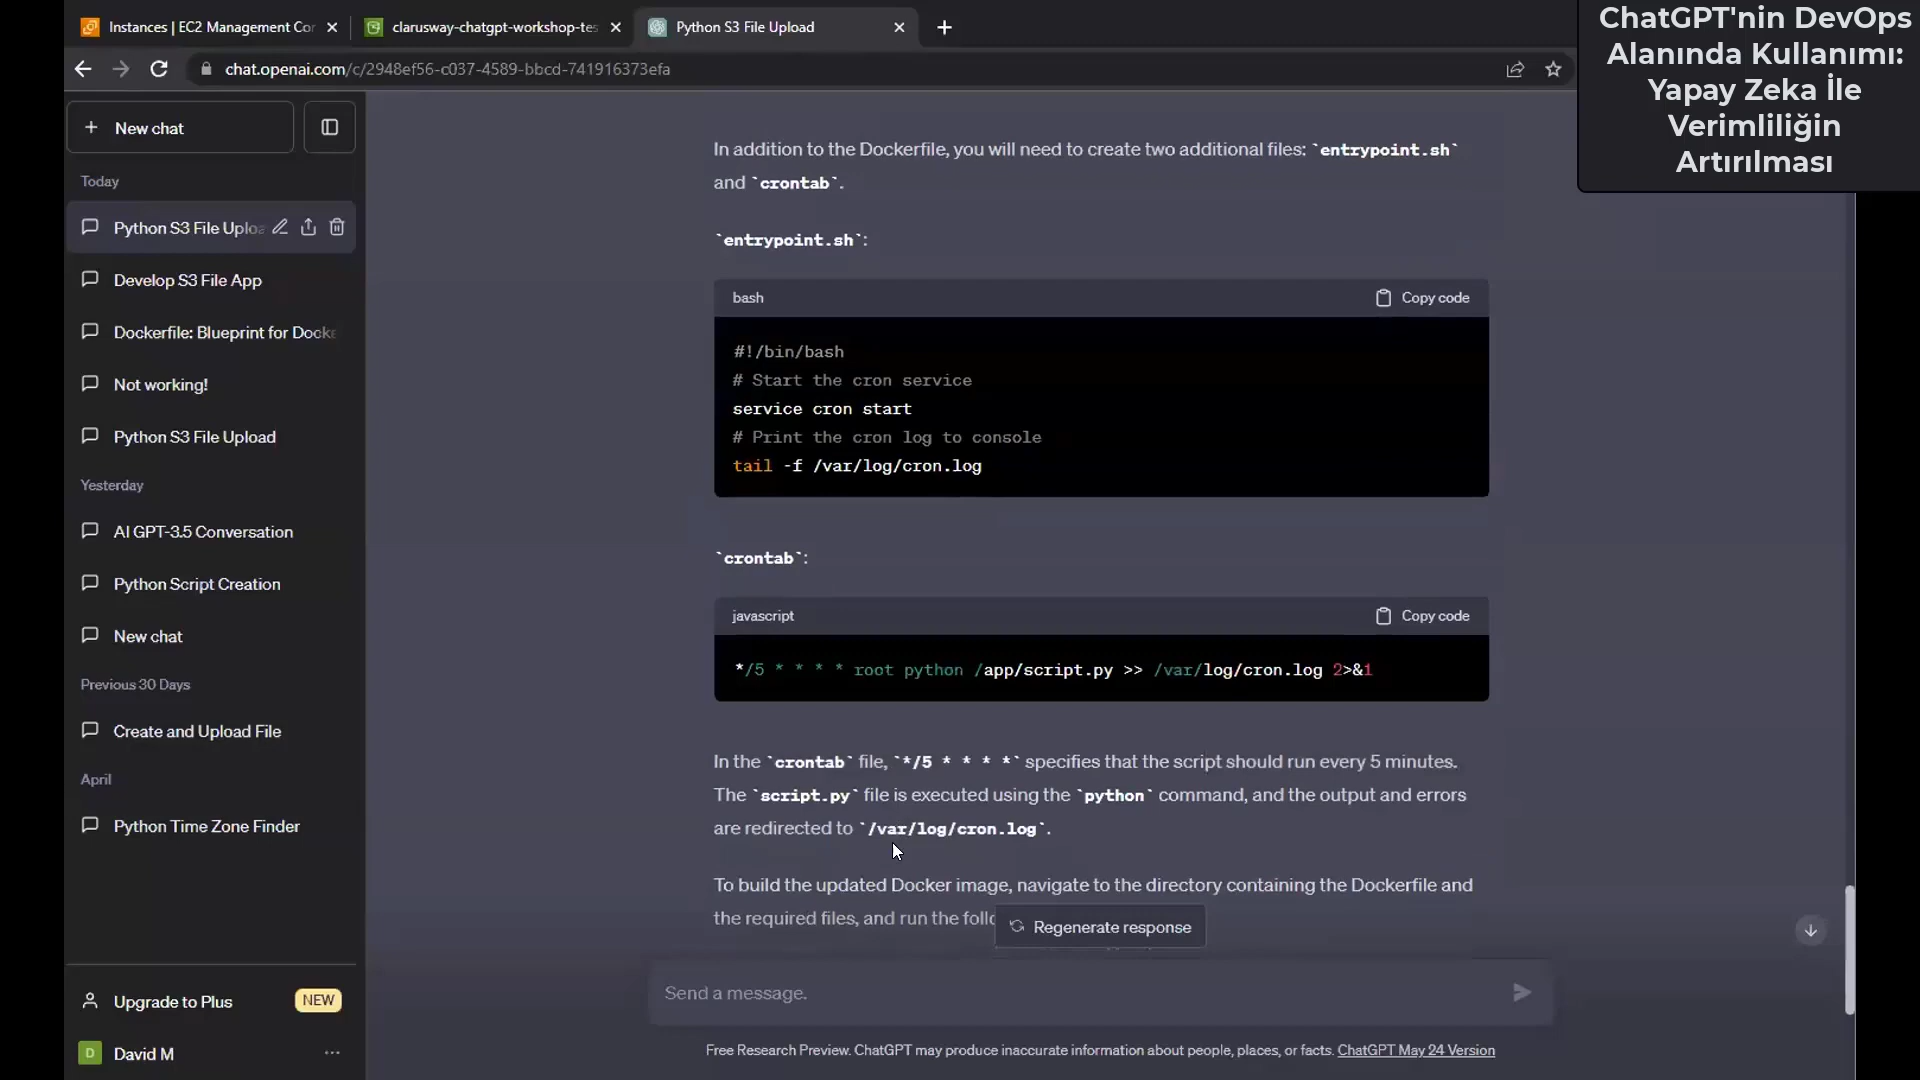 Instances | EC2 Management Cor
clarusway-chatgpt-workshop-tes
Python S3 File Upload
chat.openai.com/c/2948ef56-c037-4589-bbcd-741916373efa
ChatGPT'nin DevOps
Alanında Kullanımı:
Yapay Zeka İle
Verimliliğin
Artırılması
New chat
Today
Python S3 File Uploa
Develop S3 File App
Dockerfile: Blueprint for Docke
Not working!
Python S3 File Upload
Yesterday
AI GPT-3.5 Conversation
Python Script Creation
New chat
Previous 30 Days
Create and Upload File
April
Python Time Zone Finder
Upgrade to Plus NEW
D David M
In addition to the Dockerfile, you will need to create two additional files: `entrypoint.sh`
and `crontab`.
`entrypoint.sh`:
bash Copy code
#!/bin/bash
# Start the cron service
service cron start
# Print the cron log to console
tail -f /var/log/cron.log
`crontab`:
javascript Copy code
*/5 * * * * root python /app/script.py >> /var/log/cron.log 2>&1
In the `crontab` file, `*/5 * * * *` specifies that the script should run every 5 minutes.
The `script.py` file is executed using the `python` command, and the output and errors
are redirected to `/var/log/cron.log`.
To build the updated Docker image, navigate to the directory containing the Dockerfile and
the required files, and run the follo
Regenerate response
Send a message.
Free Research Preview. ChatGPT may produce inaccurate information about people, places, or facts. ChatGPT May 24 Version